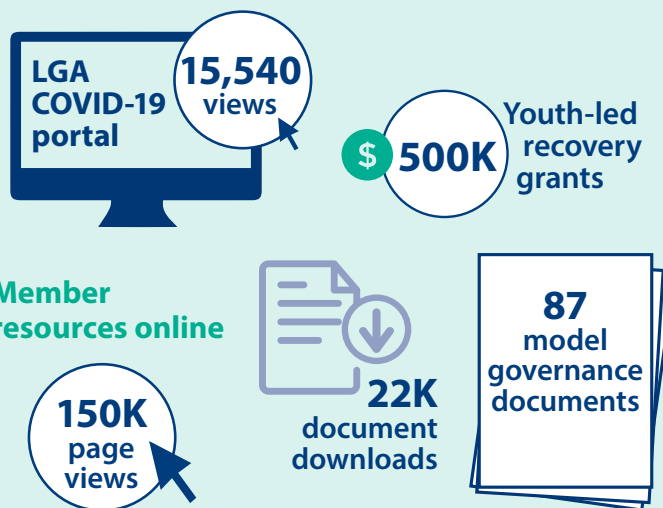 LGA
COVID-19
portal
15,540
views
$ 500K
Youth-led
recovery
grants
Member
resources online
150K
page
views
22K
document
downloads
87
model
governance
documents